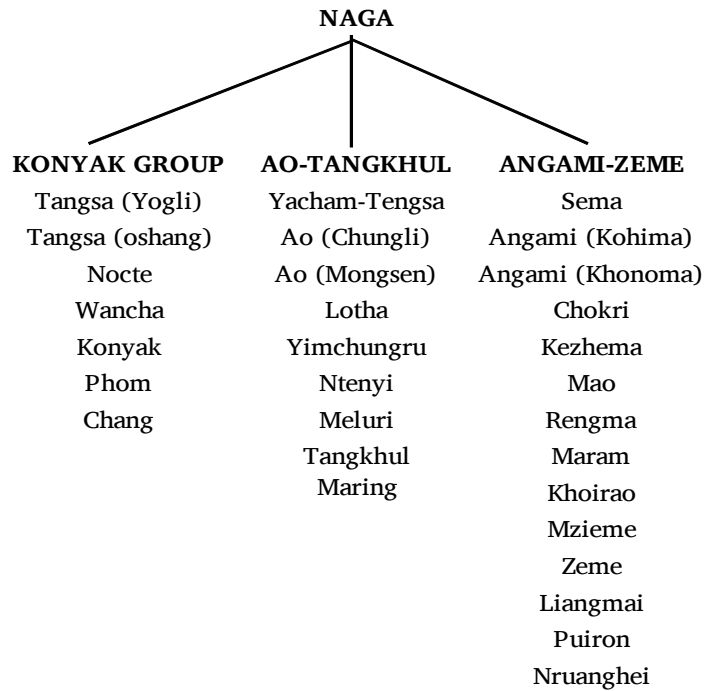 NAGA
KONYAK GROUP
Tangsa (Yogli)
Tangsa (oshang)
Nocte
Wancha
Konyak
Phom
Chang
AO-TANGKHUL
Yacham-Tengsa
Ao (Chungli)
Ao (Mongsen)
Lotha
Yimchungru
Ntenyi
Meluri
Tangkhul
Maring
ANGAMI-ZEME
Sema
Angami (Kohima)
Angami (Khonoma)
Chokri
Kezhema
Mao
Rengma
Maram
Khoirao
Mzieme
Zeme
Liangmai
Puiron
Nruanghei